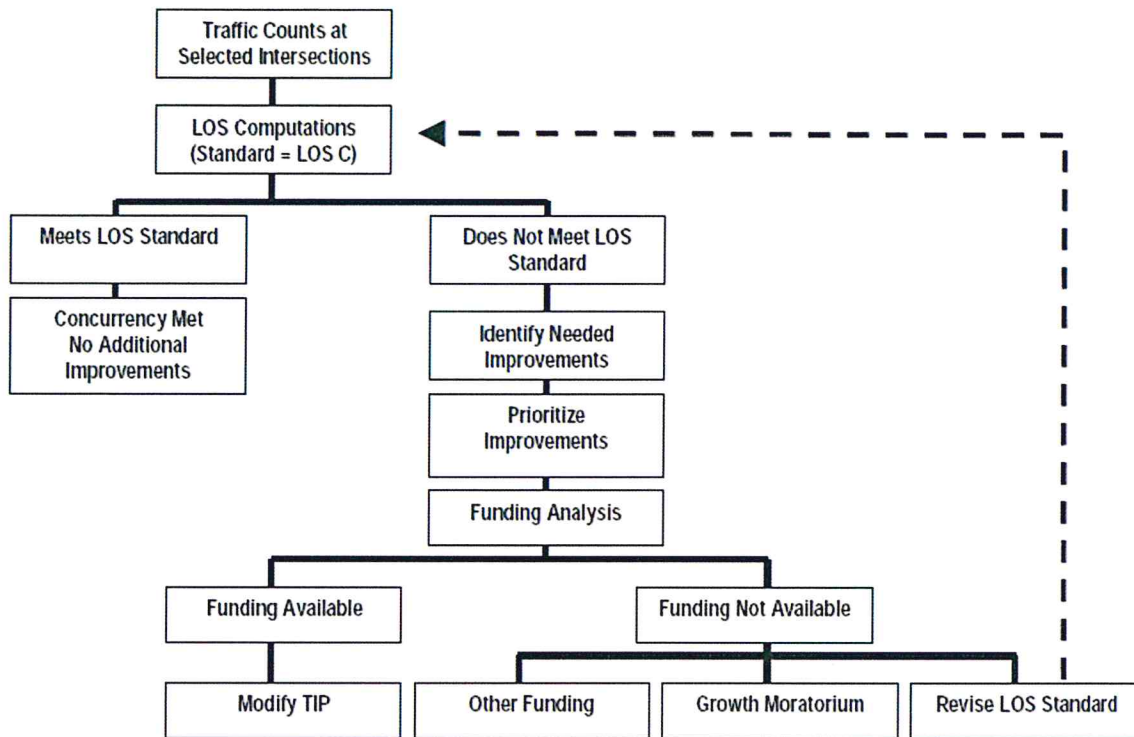 Traffic Counts at
Selected Intersections
LOS Computations
(Standard = LOS C)
Meets LOS Standard
Does Not Meet LOS
Standard
Concurrency Met
No Additional
Improvements
Identify Needed
Improvements
Prioritize
Improvements
Funding Analysis
Funding Available
Funding Not Available
Modify TIP
Other Funding
Growth Moratorium
Revise LOS Standard